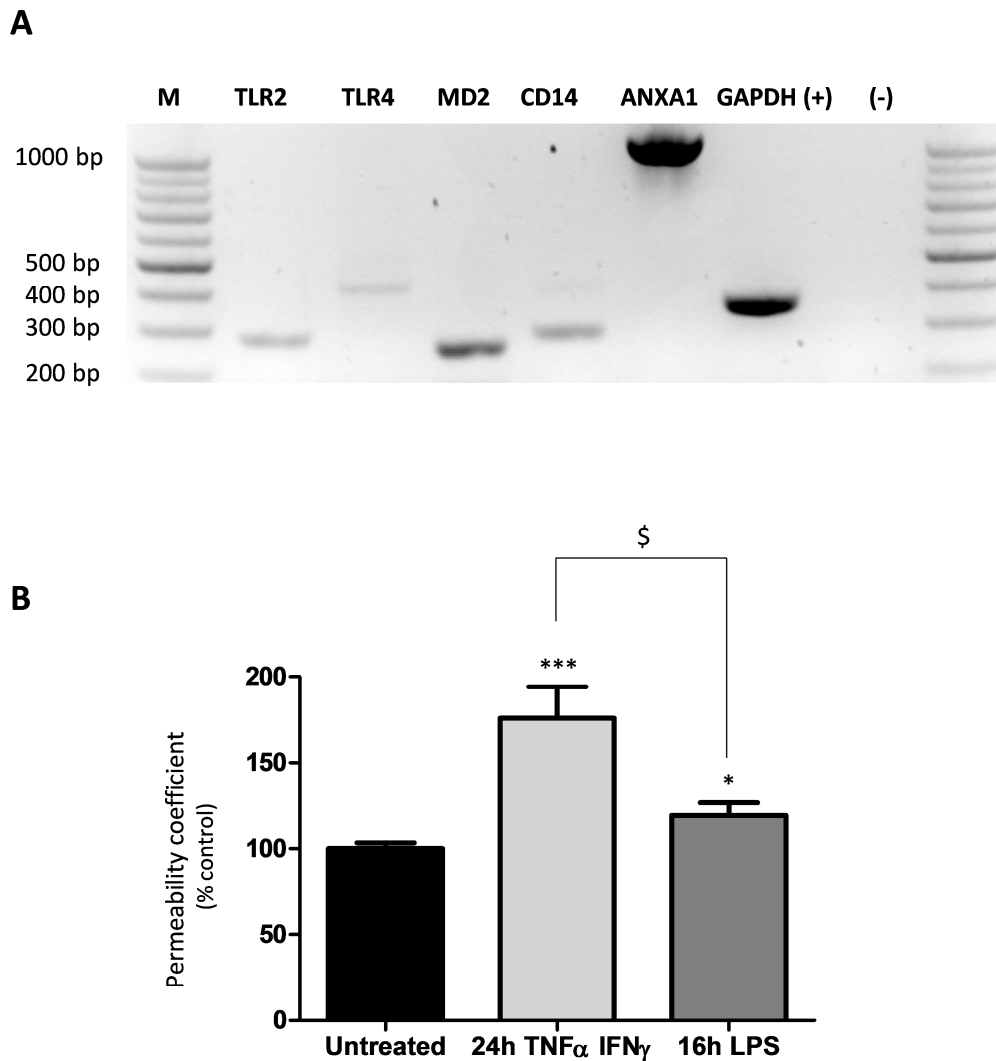 A
M TLR2 TLR4 MD2 CD14 ANXA1 GAPDH (+) (-)
1000 bp
500 bp
400 bp
300 bp
200 bp
$
B
***
200
*
150
Permeability coefficient
(% control)
100
50
0
Untreated 24h TNFα IFNγ 16h LPS